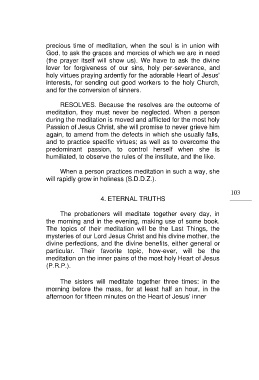 precious time of meditation, when the soul is in union with
God, to ask the graces and mercies of which we are in need
(the prayer itself will show us). We have to ask the divine
lover for forgiveness of our sins, holy per-severance, and
holy virtues praying ardently for the adorable Heart of Jesus'
interests, for sending out good workers to the holy Church,
and for the conversion of sinners.
RESOLVES. Because the resolves are the outcome of
meditation, they must never be neglected. When a person
during the meditation is moved and afflicted for the most holy
Passion of Jesus Christ, she will promise to never grieve him
again, to amend from the defects in which she usually falls,
and to practice specific virtues; as well as to overcome the
predominant passion, to control herself when she is
humiliated, to observe the rules of the institute, and the like.
When a person practices meditation in such a way, she
will rapidly grow in holiness (S.D.D.Z.).
103
4. ETERNAL TRUTHS
The probationers will meditate together every day, in
the morning and in the evening, making use of some book.
The topics of their meditation will be the Last Things, the
mysteries of our Lord Jesus Christ and his divine mother, the
divine perfections, and the divine benefits, either general or
particular. Their favorite topic, how-ever, will be the
meditation on the inner pains of the most holy Heart of Jesus
(P.R.P.).
The sisters will meditate together three times: in the
morning before the mass, for at least half an hour, in the
afternoon for fifteen minutes on the Heart of Jesus' inner